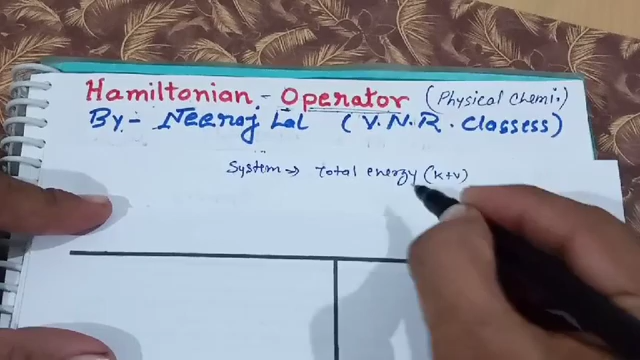 Hamiltonian - Operator (Physical Chemi.)
By - Neeraj Lal (V.N.R. Classess)
System → Total energy (K+V)